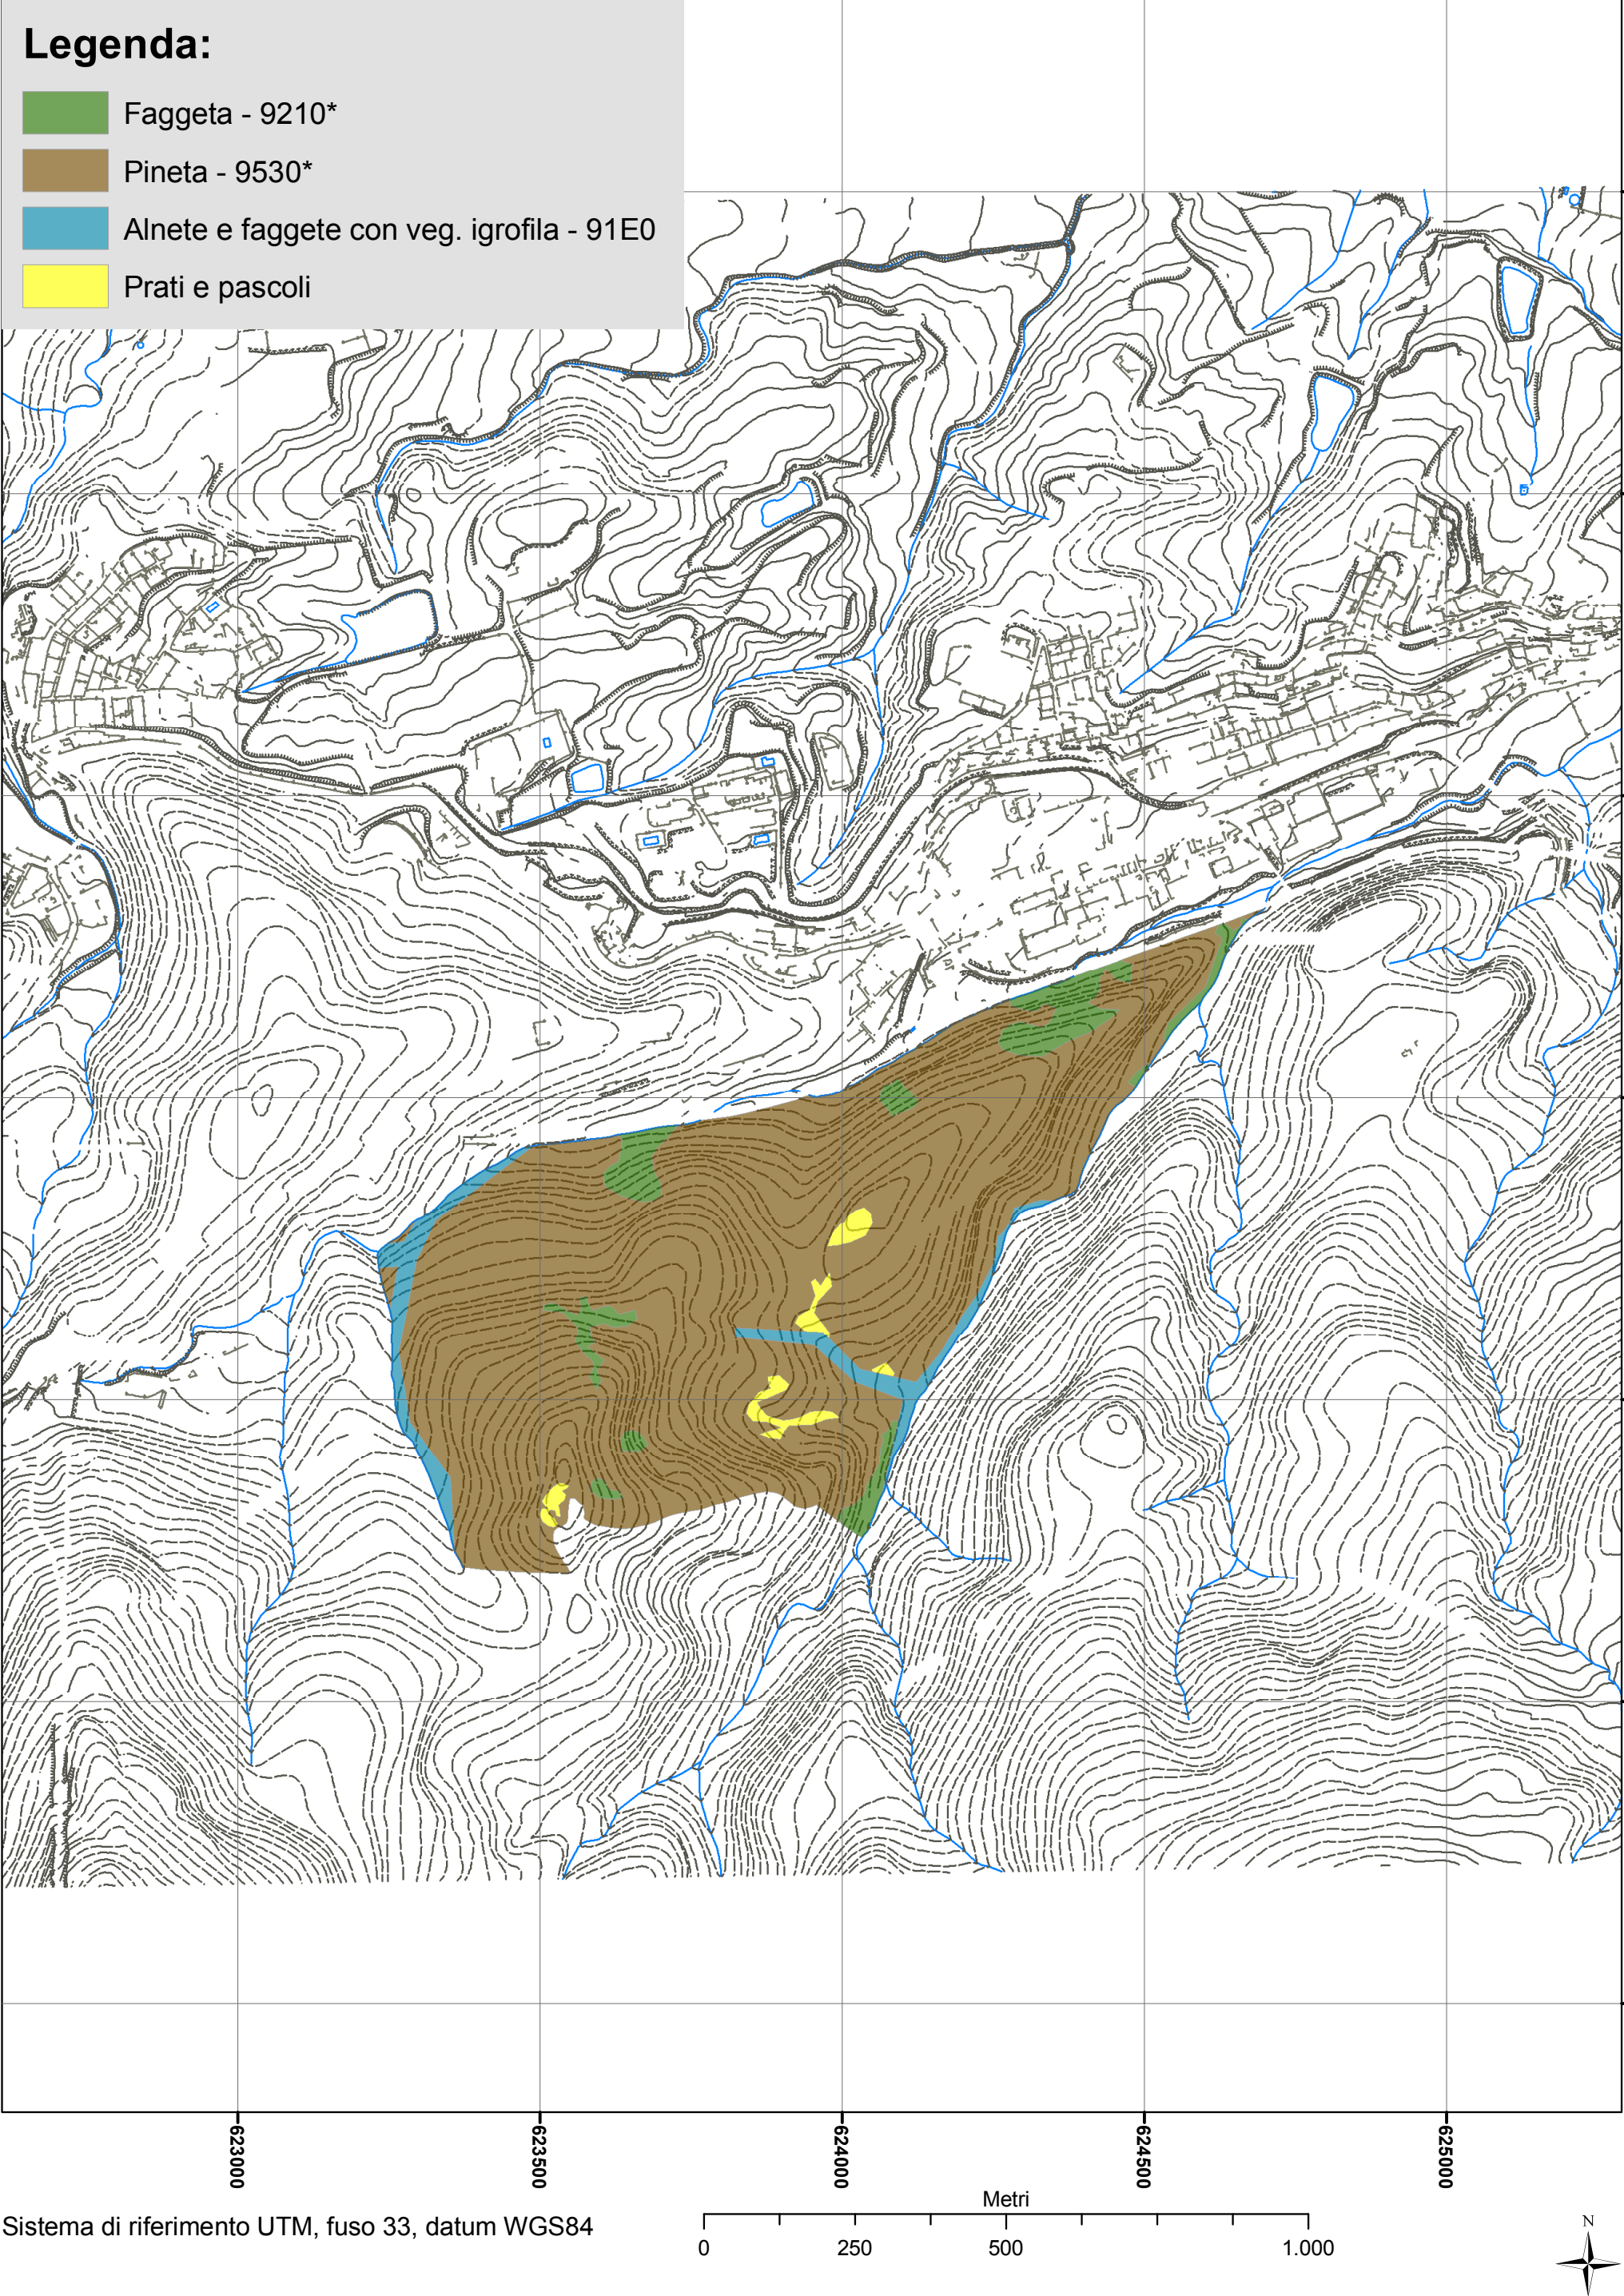 Legenda:
Faggeta - 9210*
Pineta - 9530*
Alnete e faggete con veg. igrofila - 91E0
Prati e pascoli
623000
623500
624000
624500
625000
Sistema di riferimento UTM, fuso 33, datum WGS84
Metri
0 250 500 1.000
N